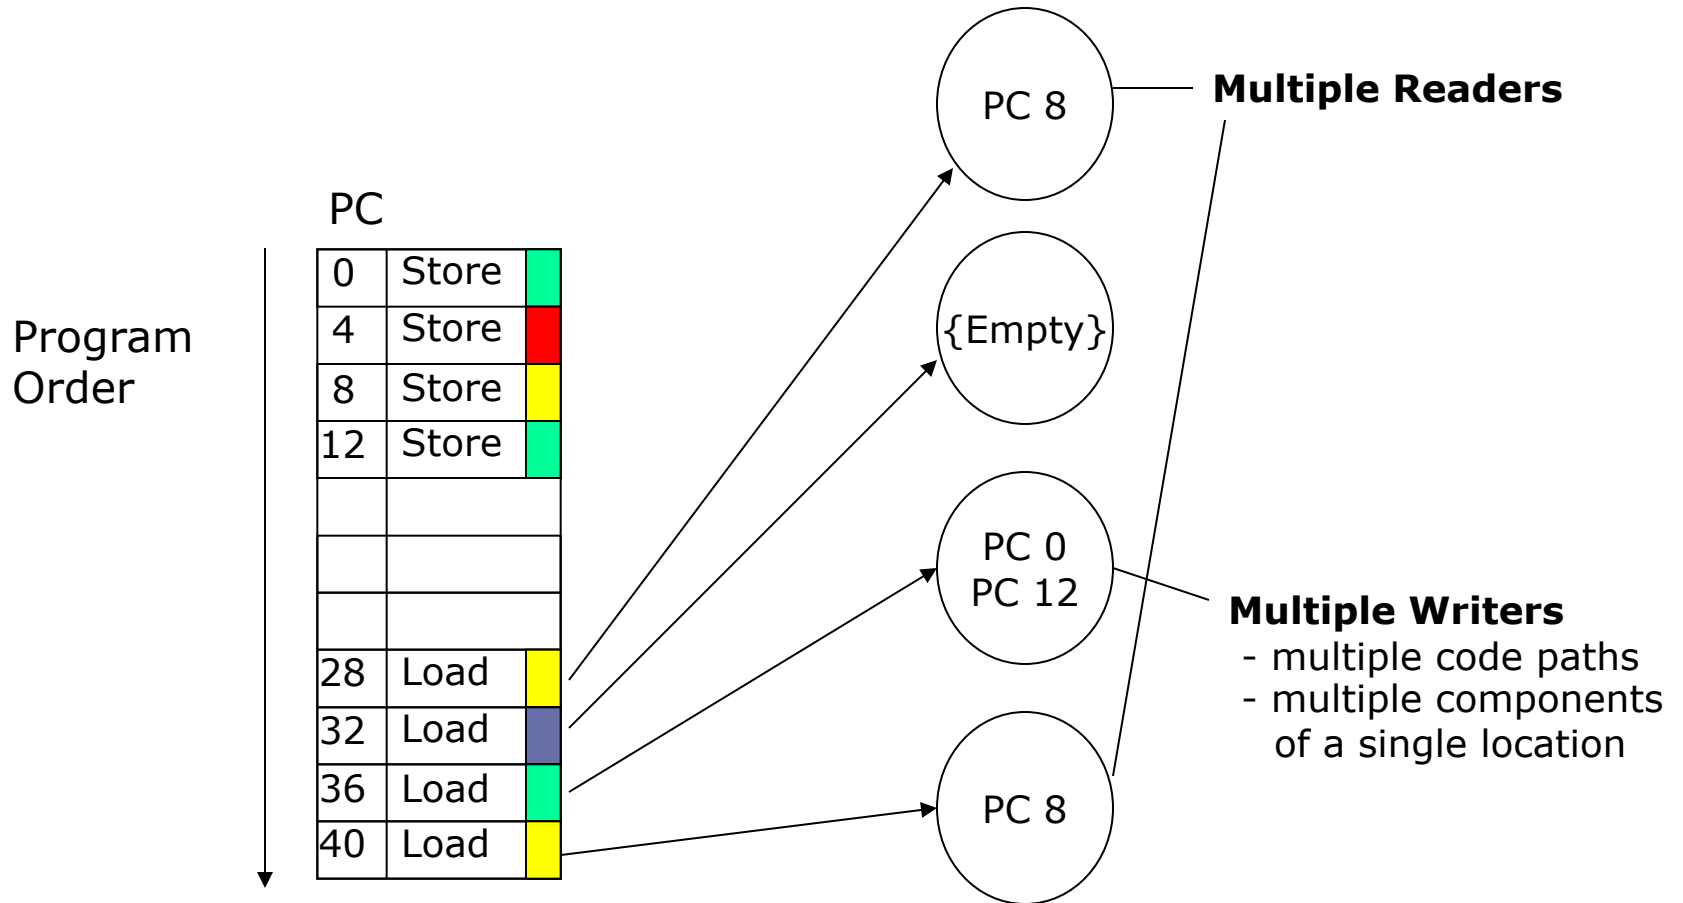 PC
Program
Order
0 Store
4 Store
8 Store
12 Store
28 Load
32 Load
36 Load
40 Load
PC 8
{Empty}
PC 0
PC 12
PC 8
Multiple Readers
Multiple Writers
- multiple code paths
- multiple components
of a single location